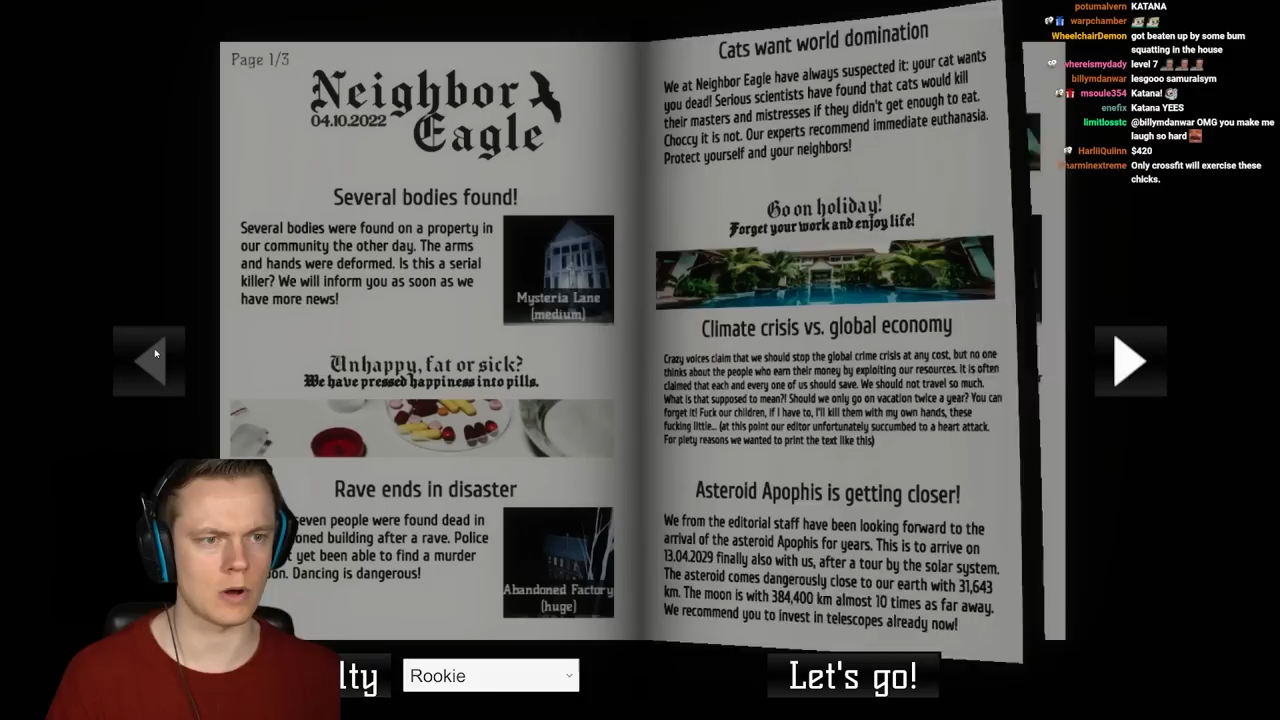 Page 1/3
Neighbor
04.10.2022
Eagle
Several bodies found!
Several bodies were found on a property in
our community the other day. The arms
and hands were deformed. Is this a serial
killer? We will inform you as soon as we
have more news!
Mysteria Lane
(medium)
Unhappy, fat or sick?
We have pressed happiness into pills.
Rave ends in disaster
seven people were found dead in
oned building after a rave. Police
yet been able to find a murder
on. Dancing is dangerous!
Abandoned Factory
(huge)
Cats want world domination
We at Neighbor Eagle have always suspected it: your cat wants
you dead! Serious scientists have found that cats would kill
their masters and mistresses if they didn't get enough to eat.
Choccy it is not. Our experts recommend immediate euthanasia.
Protect yourself and your neighbors!
Go on holiday!
Forget your work and enjoy life!
Climate crisis vs. global economy
Crazy voices claim that we should stop the global crime crisis at any cost, but no one
thinks about the people who earn their money by exploiting our resources. It is often
claimed that each and every one of us should save. We should not travel so much.
What is that supposed to mean?! Should we only go on vacation twice a year? You can
forget it! Fuck our children, if I have to, I'll kill them with my own hands, these
fucking little... (at this point our editor unfortunately succumbed to a heart attack.
For piety reasons we wanted to print the text like this)
Asteroid Apophis is getting closer!
We from the editorial staff have been looking forward to the
arrival of the asteroid Apophis for years. This is to arrive on
13.04.2029 finally also with us, after a tour by the solar system.
The asteroid comes dangerously close to our earth with 31,643
km. The moon is with 384,400 km almost 10 times as far away.
We recommend you to invest in telescopes already now!
lty
Rookie
Let's go!
potumalvern KATANA
warpchamber
WheelchairDemon got beaten up by some bum
squatting in the house
whereismydady level 7
billymdanwar lesgooo samuraisym
msoule354 Katana!
enefix Katana YEES
limitlosstc @billymdanwar OMG you make me
laugh so hard
HarliiQuiinn $420
harminextreme Only crossfit will exercise these
chicks.